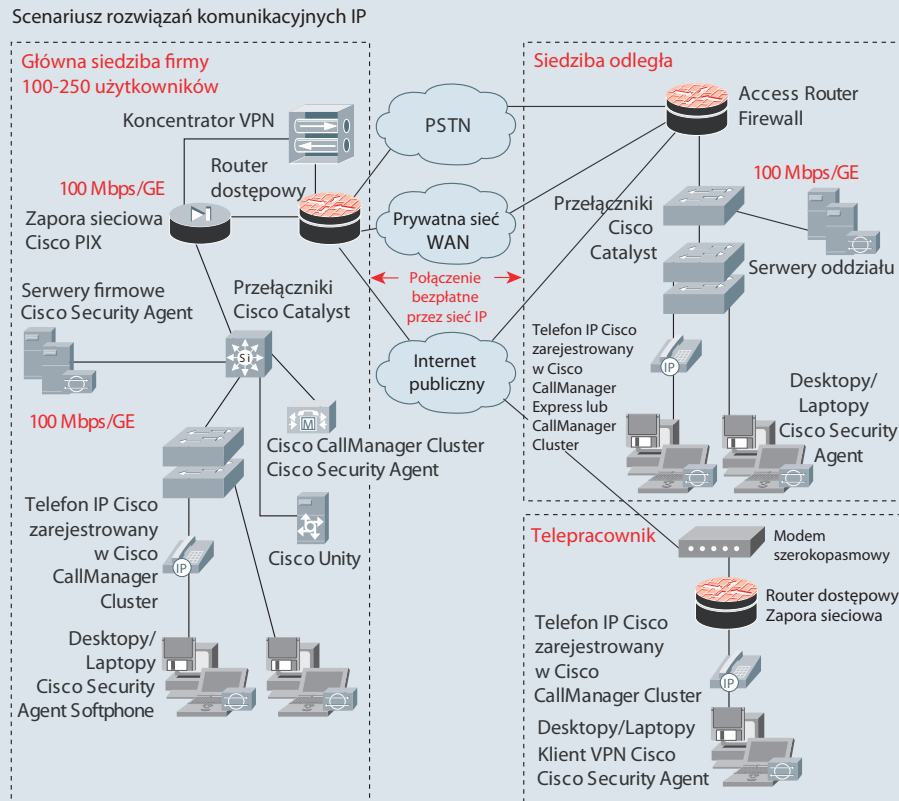 Scenariusz rozwiązań komunikacyjnych IP
Główna siedziba firmy
100-250 użytkowników
Koncentrator VPN
Router
dostępowy
100 Mbps/GE
Zapora sieciowa
Cisco PIX
Serwery firmowe
Cisco Security Agent
Przełączniki
Cisco Catalyst
Si
100 Mbps/GE
M
Cisco CallManager Cluster
Cisco Security Agent
Telefon IP Cisco
zarejestrowany
w Cisco
CallManager
Cluster
IP
Cisco Unity
Desktopy/
Laptopy
Cisco Security
Agent Softphone
PSTN
Prywatna sieć
WAN
Połączenie
bezpłatne
przez sieć IP
Internet
publiczny
Siedziba odległa
Access Router
Firewall
100 Mbps/GE
Przełączniki
Cisco
Catalyst
Serwery oddziału
Telefon IP Cisco
zarejestrowany
w Cisco
CallManager
Express lub
CallManager
Cluster
IP
Desktopy/
Laptopy
Cisco Security
Agent
Telepracownik
Modem
szerokopasmowy
Router dostępowy
Zapora sieciowa
Telefon IP Cisco
zarejestrowany
w Cisco
CallManager Cluster
IP
Desktopy/Laptopy
Klient VPN Cisco
Cisco Security Agent